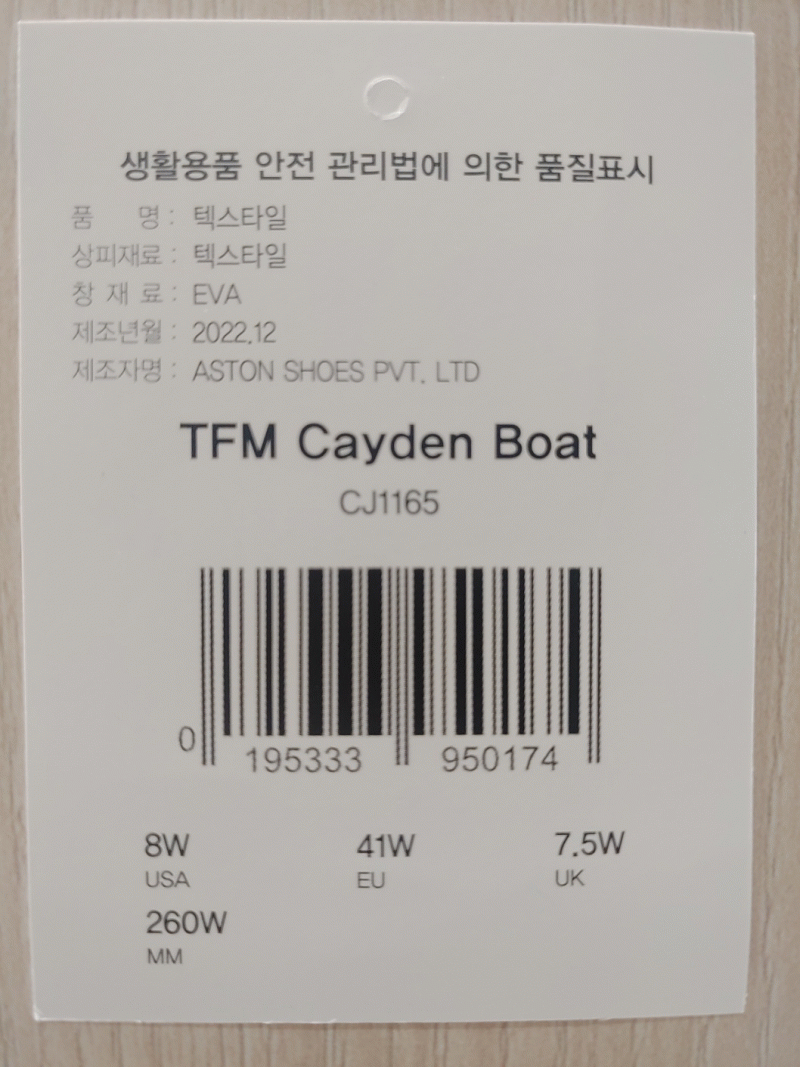 생활용품 안전 관리법에 의한 품질표시
품 명 : 텍스타일
상피재료 : 텍스타일
창 재 료 : EVA
제조년월 : 2022.12
제조자명 : ASTON SHOES PVT. LTD
TFM Cayden Boat
CJ1165
0 195333 950174
8W 41W 7.5W
USA EU UK
260W
MM